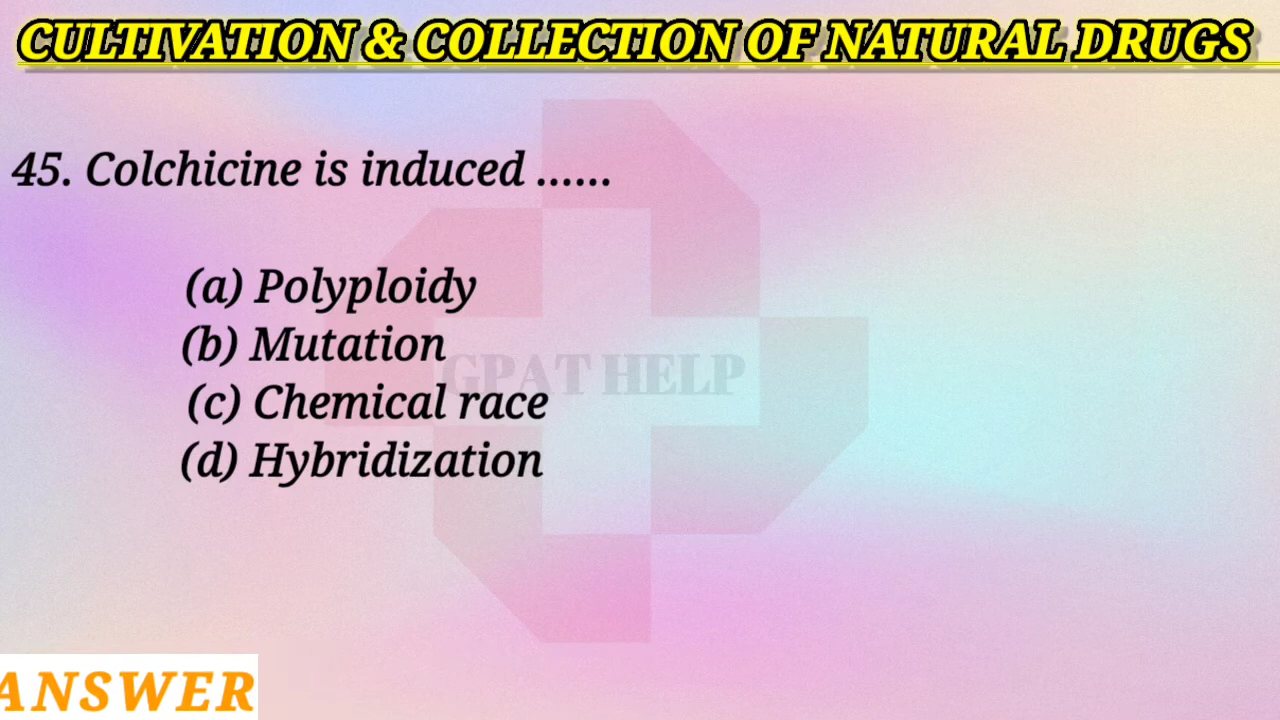 CULTIVATION & COLLECTION OF NATURAL DRUGS
45. Colchicine is induced ......
(a) Polyploidy
(b) Mutation
GPAT HELP
(c) Chemical race
(d) Hybridization
ANSWER